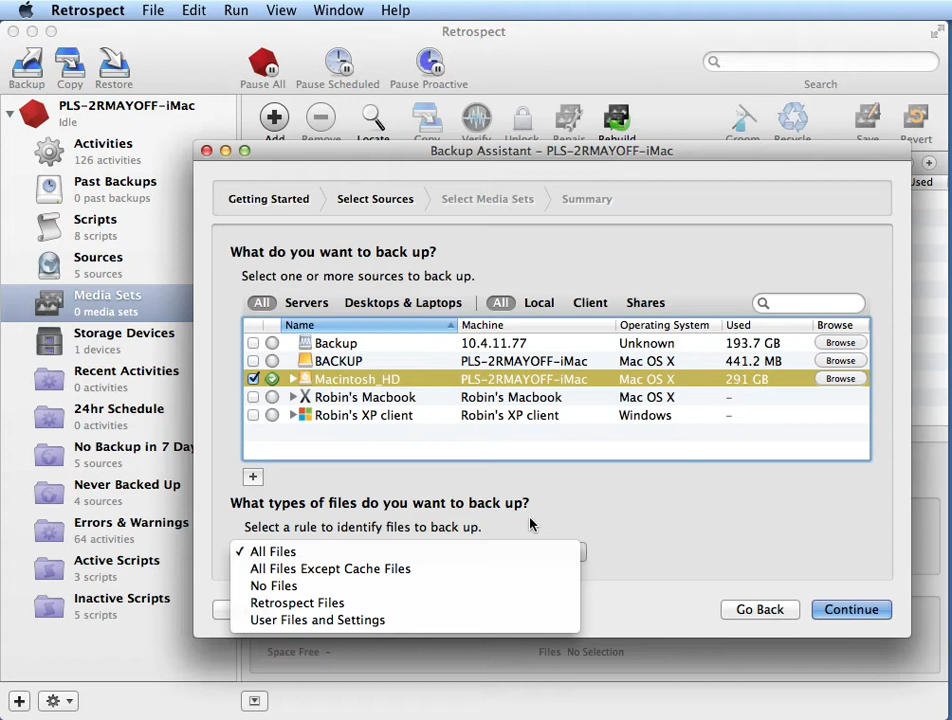 Retrospect File Edit Run View Window Help
Retrospect
Backup Copy Restore Pause All Pause Scheduled Pause Proactive Search
PLS-2RMAYOFF-iMac
Idle
Add Remove Locate Copy Verify Unlock Repair Rebuild Groom Recycle Save Revert
Activities
126 activities
Past Backups
0 past backups
Scripts
8 scripts
Sources
5 sources
Media Sets
0 media sets
Storage Devices
1 devices
Recent Activities
0 activities
24hr Schedule
0 activities
No Backup in 7 Day
5 sources
Never Backed Up
4 sources
Errors & Warnings
64 activities
Active Scripts
3 scripts
Inactive Scripts
5 scripts
Used
Backup Assistant – PLS-2RMAYOFF-iMac
Getting Started Select Sources Select Media Sets Summary
What do you want to back up?
Select one or more sources to back up.
All Servers Desktops & Laptops All Local Client Shares
Name Machine Operating System Used Browse
Backup 10.4.11.77 Unknown 193.7 GB Browse
BACKUP PLS-2RMAYOFF-iMac Mac OS X 441.2 MB Browse
Macintosh_HD PLS-2RMAYOFF-iMac Mac OS X 291 GB Browse
Robin's Macbook Robin's Macbook Mac OS X –
Robin's XP client Robin's XP client Windows –
+
What types of files do you want to back up?
Select a rule to identify files to back up.
✓ All Files
All Files Except Cache Files
No Files
Retrospect Files
User Files and Settings
Go Back Continue
Space Free – Files No Selection